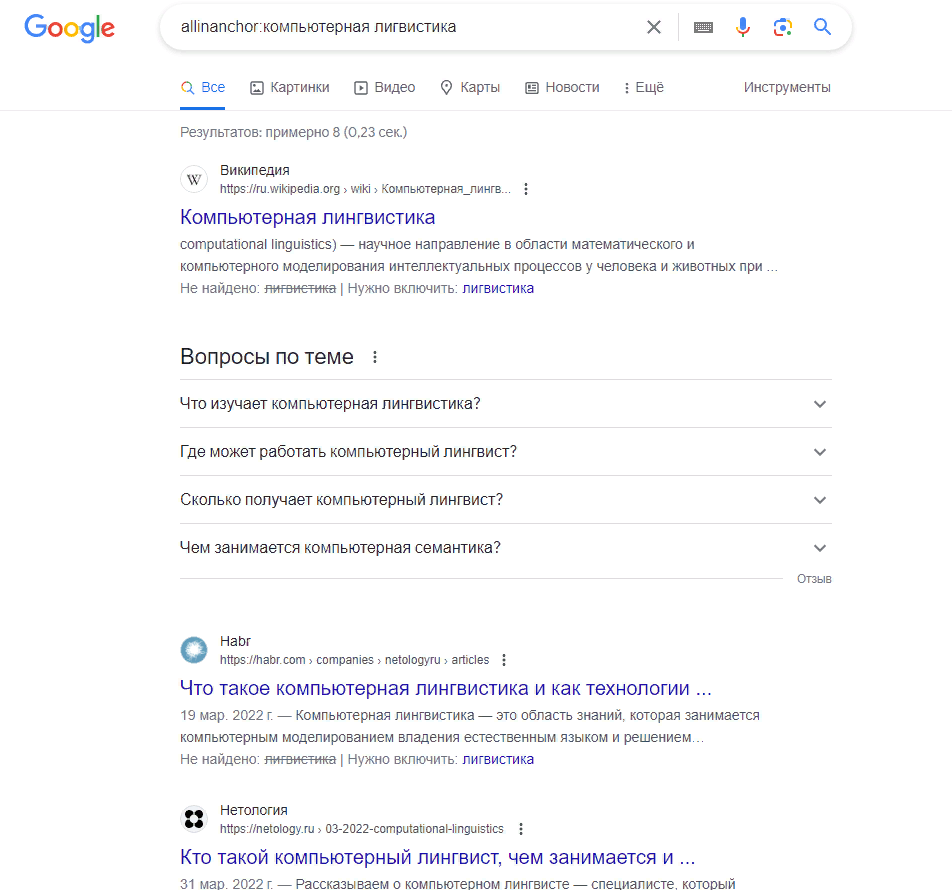 Google
allinanchor:компьютерная лигвистика
Все Картинки Видео Карты Новости Ещё Инструменты
Результатов: примерно 8 (0,23 сек.)
W
Википедия
https://ru.wikipedia.org › wiki › Компьютерная_лингв...
Компьютерная лингвистика
computational linguistics) — научное направление в области математического и
компьютерного моделирования интеллектуальных процессов у человека и животных при ...
Не найдено: лигвистика | Нужно включить: лигвистика
Вопросы по теме
Что изучает компьютерная лингвистика?
Где может работать компьютерный лингвист?
Сколько получает компьютерный лингвист?
Чем занимается компьютерная семантика?
Отзыв
Habr
https://habr.com › companies › netologyru › articles
Что такое компьютерная лингвистика и как технологии ...
19 мар. 2022 г. — Компьютерная лингвистика — это область знаний, которая занимается
компьютерным моделированием владения естественным языком и решением...
Не найдено: лигвистика | Нужно включить: лигвистика
Нетология
https://netology.ru › 03-2022-computational-linguistics
Кто такой компьютерный лингвист, чем занимается и ...
31 мар. 2022 г. — Рассказываем о компьютерном лингвисте — специалисте, который